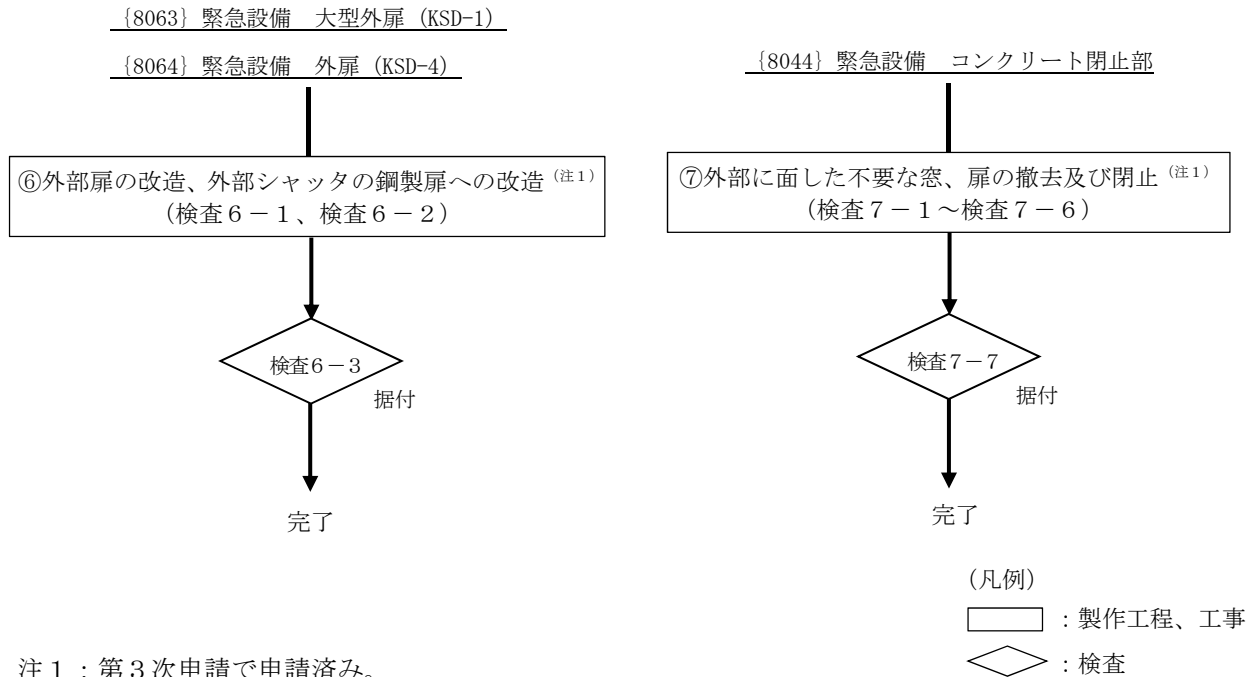 {8063} 緊急設備 大型外扉 (KSD-1)
{8064} 緊急設備 外扉 (KSD-4)
⑥外部扉の改造、外部シャッタの鋼製扉への改造(注1)
(検査6-1、検査6-2)
検査6-3
据付
完了
{8044} 緊急設備 コンクリート閉止部
⑦外部に面した不要な窓、扉の撤去及び閉止(注1)
(検査7-1~検査7-6)
検査7-7
据付
完了
(凡例)
:製作工程、工事
:検査
注1:第3次申請で申請済み。